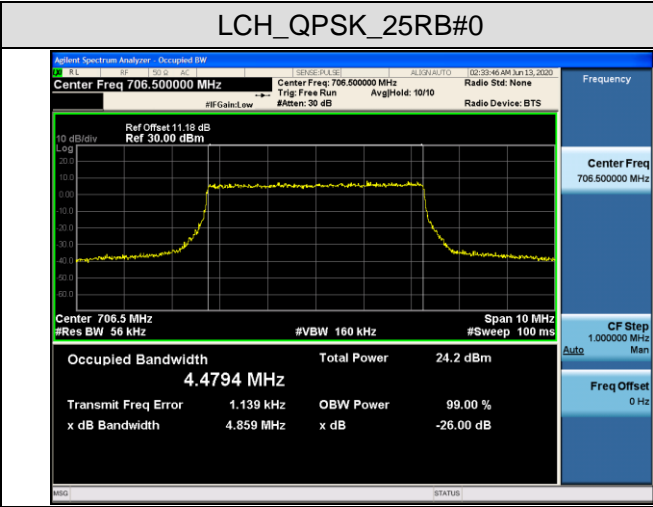 LCH_QPSK_25RB#0
Agilent Spectrum Analyzer - Occupied BW
RL RF 50 Ω AC SENSE:PULSE ALIGN AUTO 02:33:46 AM Jun 13, 2020
Center Freq 706.500000 MHz
Center Freq: 706.500000 MHz
Radio Std: None
Trig: Free Run Avg|Hold: 10/10
#IFGain:Low
#Atten: 30 dB
Radio Device: BTS
Frequency
Ref Offset 11.18 dB
10 dB/div Ref 30.00 dBm
Log
20.0
10.0
0.00
-10.0
-20.0
-30.0
-40.0
-50.0
-60.0
Center Freq
706.500000 MHz
Center 706.5 MHz Span 10 MHz
#Res BW 56 kHz #VBW 160 kHz #Sweep 100 ms
CF Step
1.000000 MHz
Auto Man
Occupied Bandwidth Total Power 24.2 dBm
4.4794 MHz
Freq Offset
0 Hz
Transmit Freq Error 1.139 kHz OBW Power 99.00 %
x dB Bandwidth 4.859 MHz x dB -26.00 dB
MSG STATUS